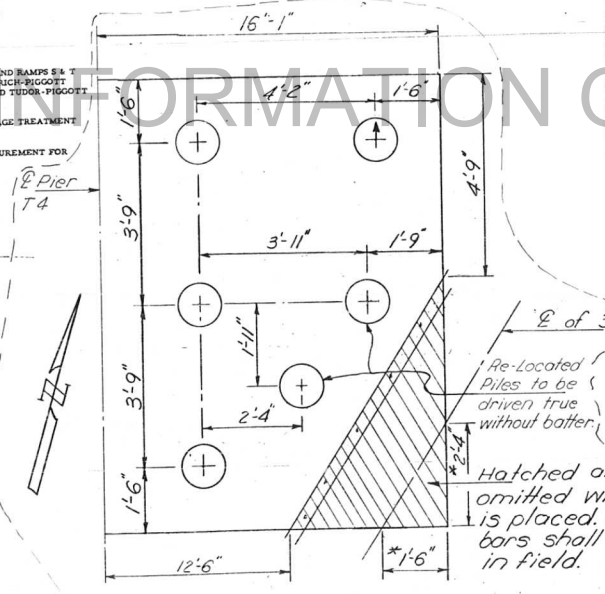 16'-1"
ND RAMPS S & T
RICH-PIGGOTT
D TUDOR-PIGGOTT
INFORMATION
GE TREATMENT
UREMENT FOR
4'-2"
1'-6"
1'-6"
℄ Pier
T4
4'-9"
3'-9"
3'-11"
1'-9"
℄ of 3
1'-11"
Re-Located
Piles to be
driven true
without batter.
N
3'-9"
2'-4"
*2'-4"
Hatched a
omitted w
is placed.
bars shall
in field.
1'-6"
12'-6"
*1'-6"